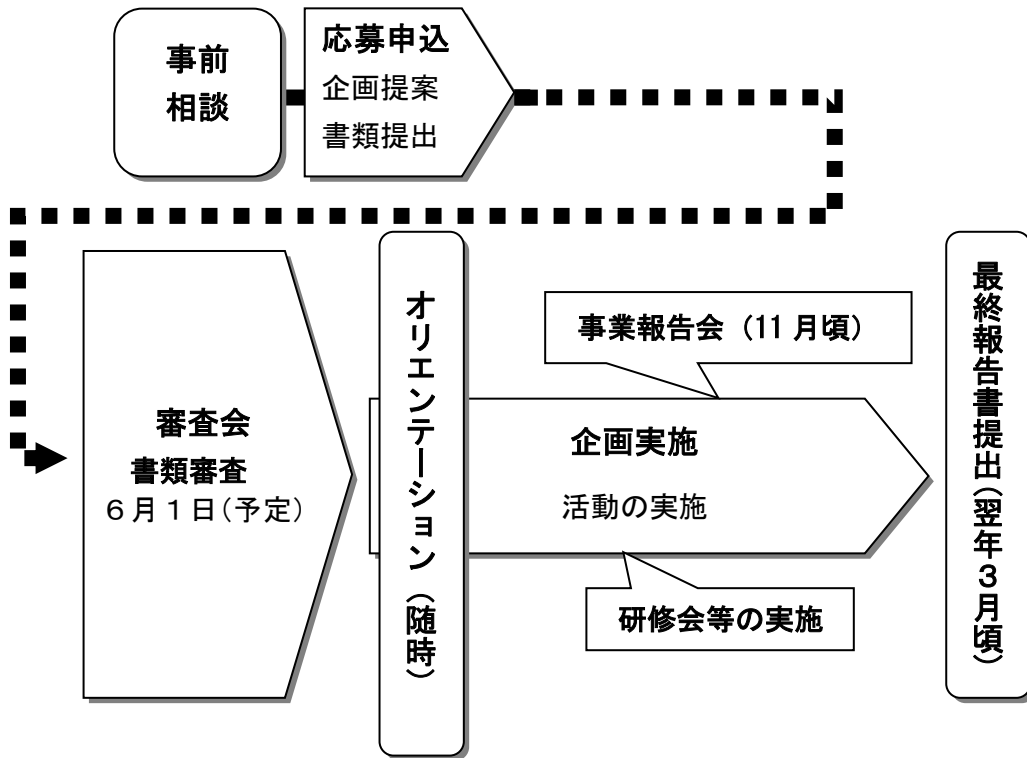 事前
相談
応募申込
企画提案
書類提出
審査会
書類審査
６月１日（予定）
オリエンテーション（随時）
事業報告会（11 月頃）
企画実施
活動の実施
研修会等の実施
最終報告書提出（翌年３月頃）